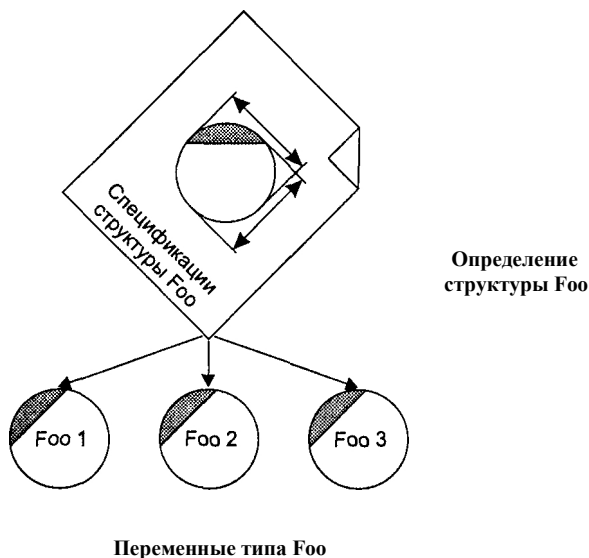 Спецификации
структуры Foo
Определение
структуры Foo
Foo 1
Foo 2
Foo 3
Переменные типа Foo